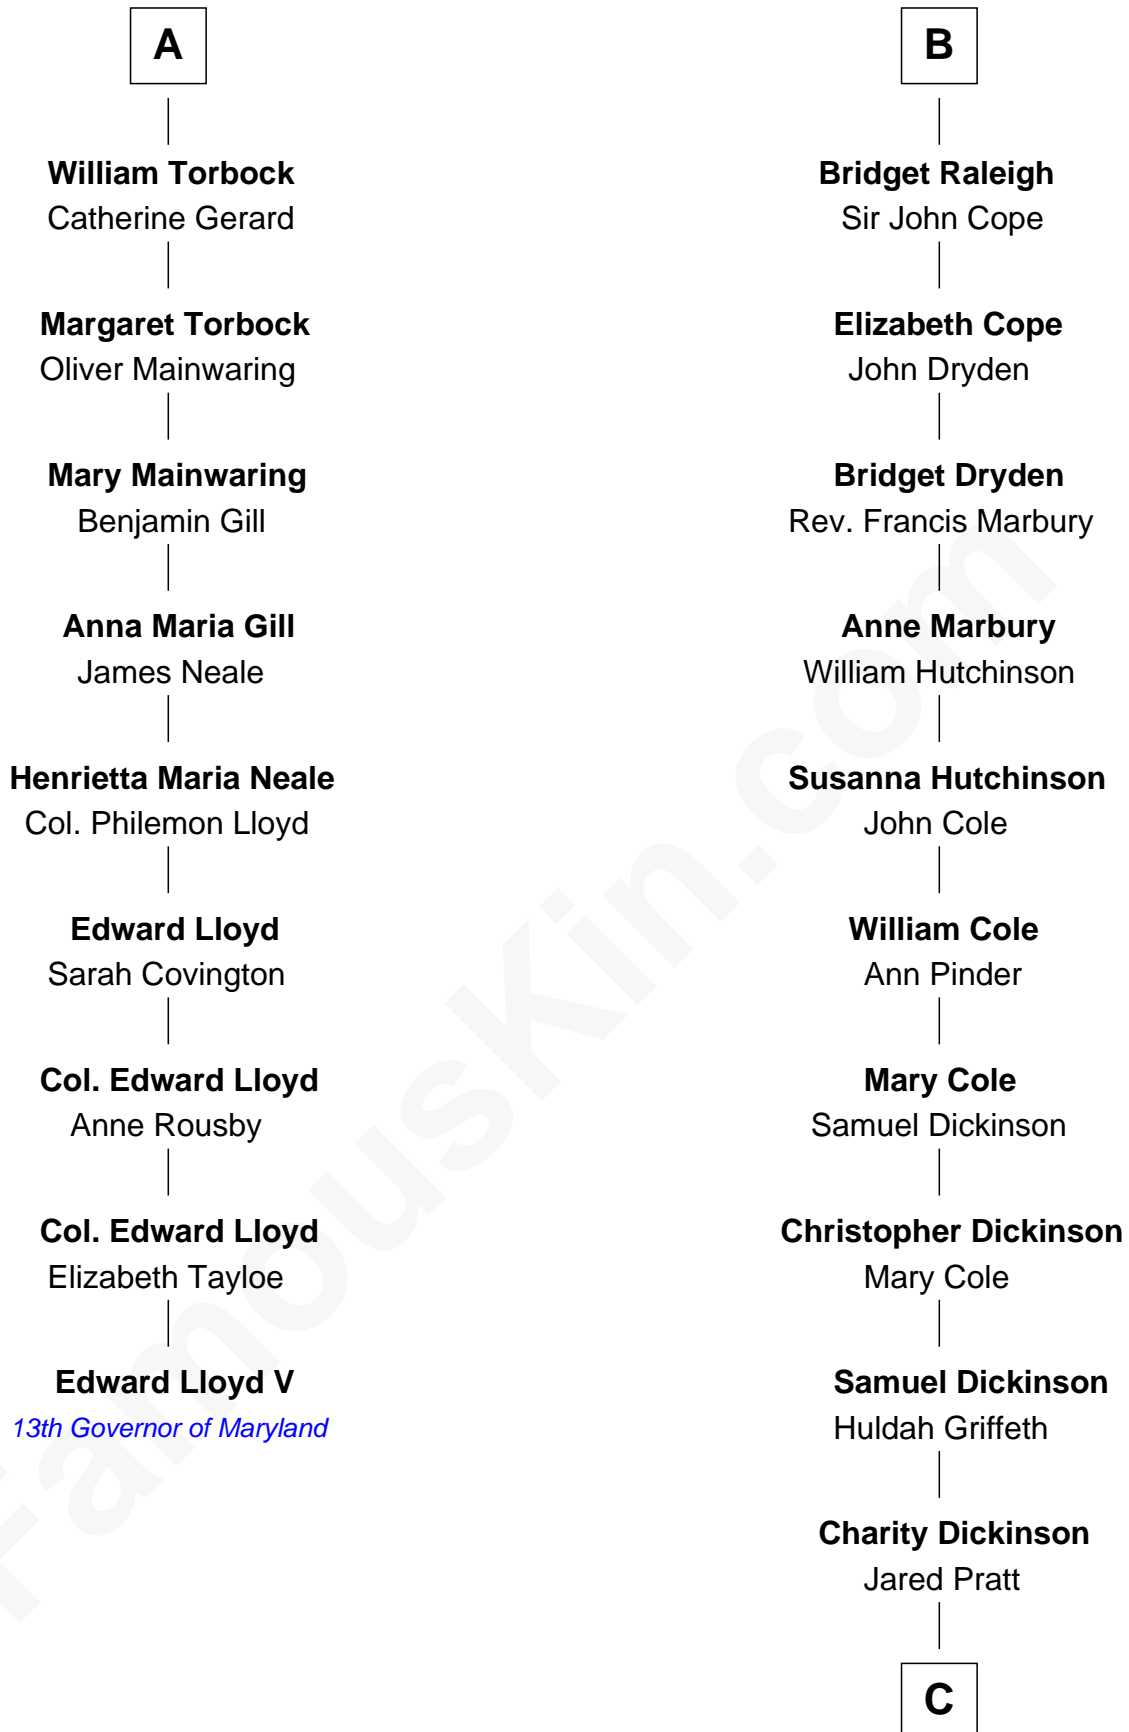 A
William Torbock
Catherine Gerard
Margaret Torbock
Oliver Mainwaring
Mary Mainwaring
Benjamin Gill
Anna Maria Gill
James Neale
Henrietta Maria Neale
Col. Philemon Lloyd
Edward Lloyd
Sarah Covington
Col. Edward Lloyd
Anne Rousby
Col. Edward Lloyd
Elizabeth Tayloe
Edward Lloyd V
13th Governor of Maryland
B
Bridget Raleigh
Sir John Cope
Elizabeth Cope
John Dryden
Bridget Dryden
Rev. Francis Marbury
Anne Marbury
William Hutchinson
Susanna Hutchinson
John Cole
William Cole
Ann Pinder
Mary Cole
Samuel Dickinson
Christopher Dickinson
Mary Cole
Samuel Dickinson
Huldah Griffeth
Charity Dickinson
Jared Pratt
C
FamousKin.com